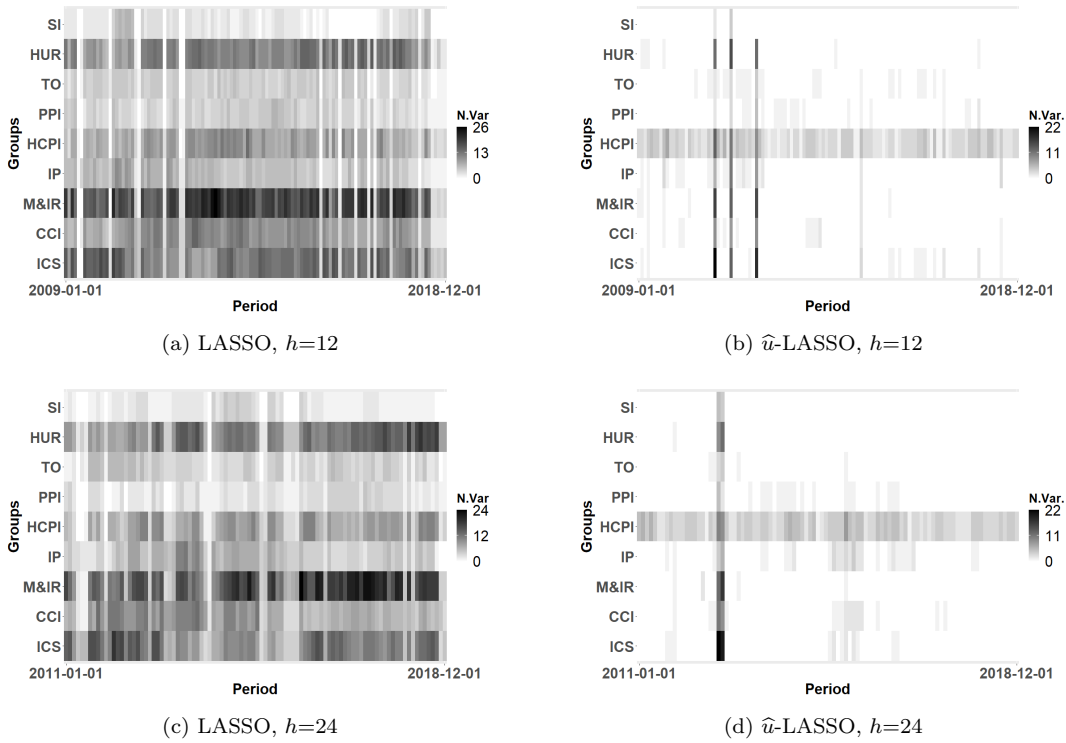 Groups
SI
HUR
TO
PPI
HCPI
IP
M&IR
CCI
ICS
2009-01-01
2018-12-01
Period
N.Var
26
13
0
(a) LASSO, h=12
Groups
SI
HUR
TO
PPI
HCPI
IP
M&IR
CCI
ICS
2009-01-01
2018-12-01
Period
N.Var.
22
11
0
(b) û-LASSO, h=12
Groups
SI
HUR
TO
PPI
HCPI
IP
M&IR
CCI
ICS
2011-01-01
2018-12-01
Period
N.Var
24
12
0
(c) LASSO, h=24
Groups
SI
HUR
TO
PPI
HCPI
IP
M&IR
CCI
ICS
2011-01-01
2018-12-01
Period
N.Var.
22
11
0
(d) û-LASSO, h=24